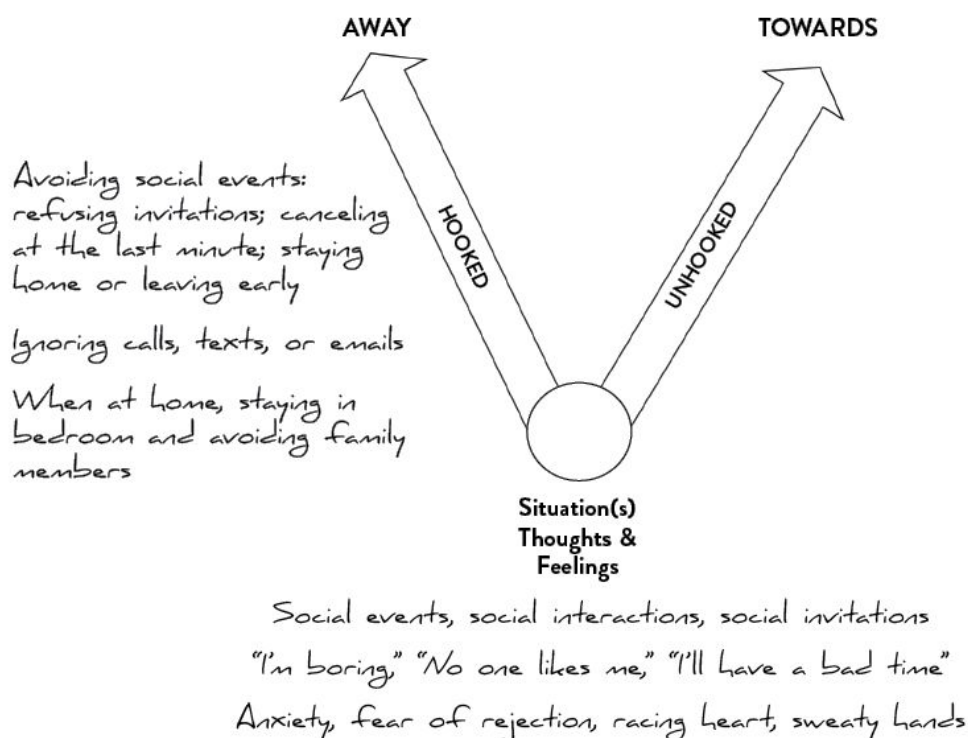 AWAY
TOWARDS
HOOKED
UNHOOKED
Avoiding social events:
refusing invitations; canceling
at the last minute; staying
home or leaving early
Ignoring calls, texts, or emails
When at home, staying in
bedroom and avoiding family
members
Situation(s)
Thoughts &
Feelings
Social events, social interactions, social invitations
“I’m boring,” “No one likes me,” “I’ll have a bad time”
Anxiety, fear of rejection, racing heart, sweaty hands